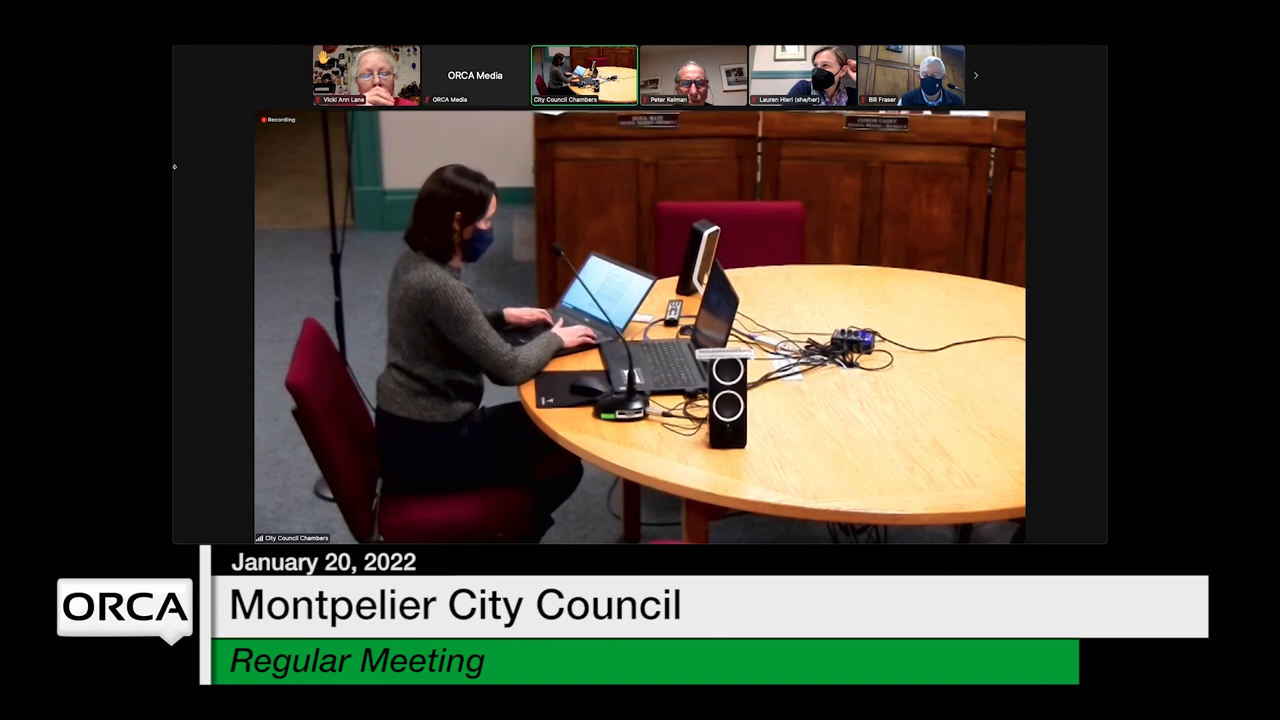 ORCA Media
Vicki Ann Lane
ORCA Media
City Council Chambers
Peter Kelman
Lauren Hierl (she/her)
Bill Fraser
Recording
City Council Chambers
January 20, 2022
ORCA
Montpelier City Council
Regular Meeting